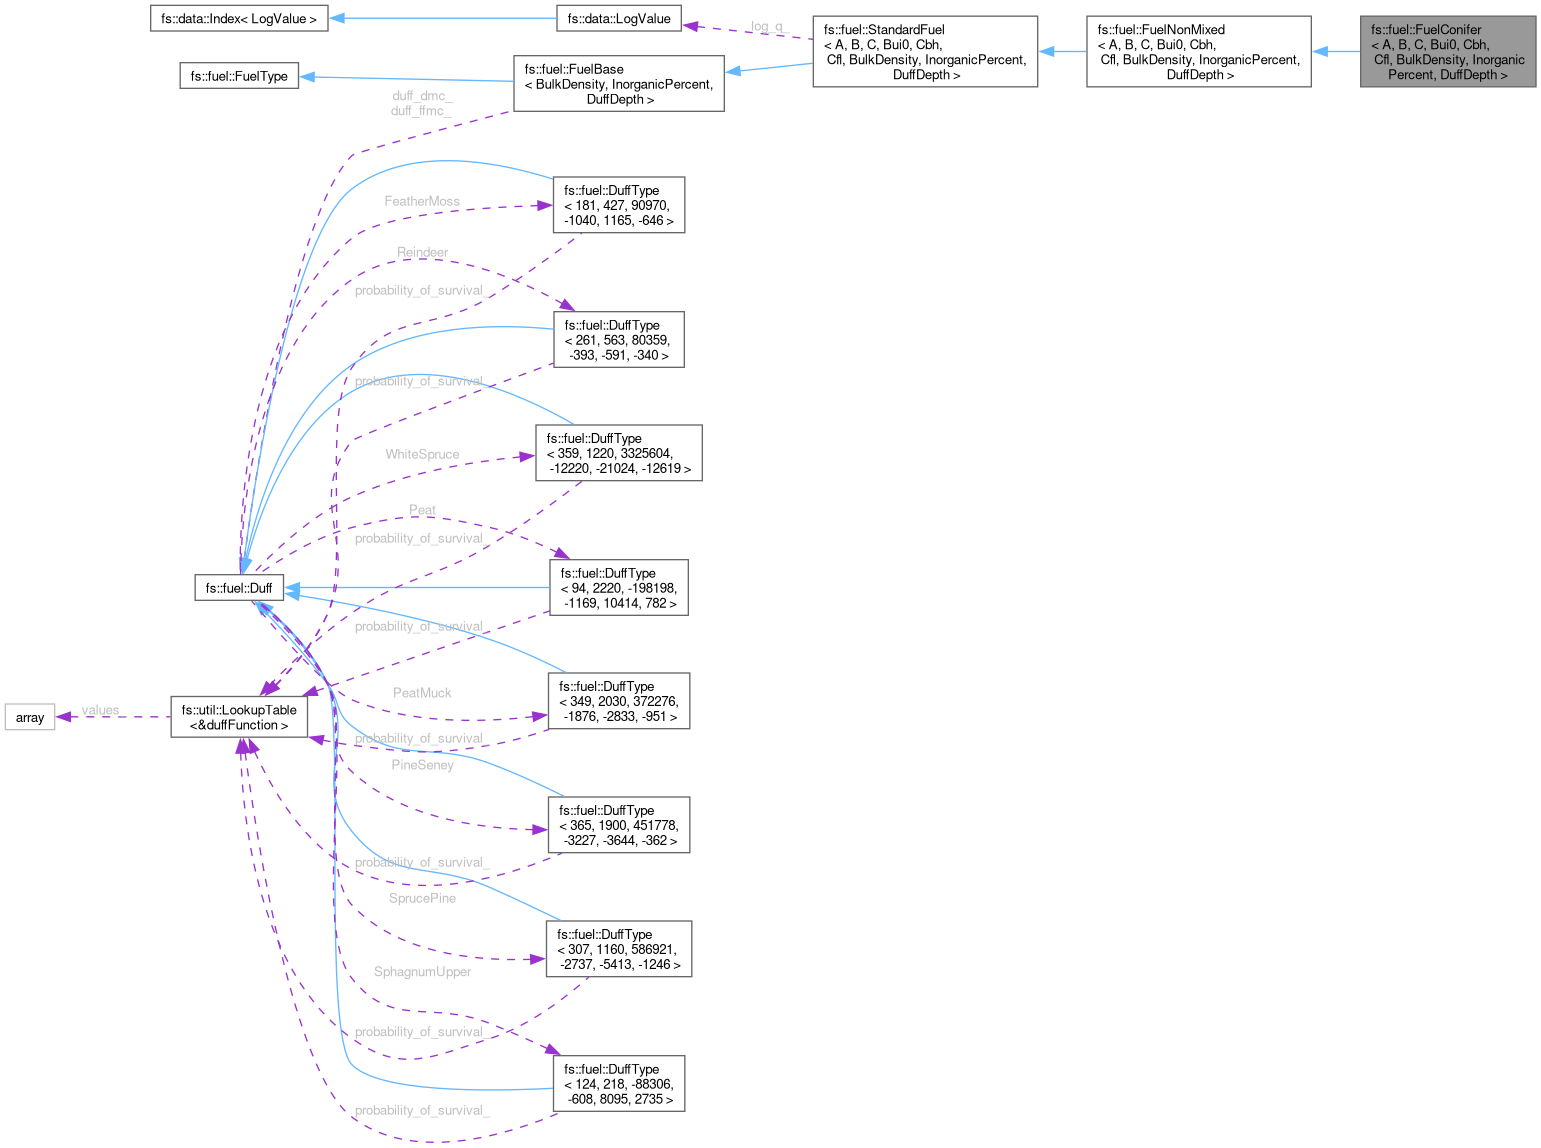 fs::data::Index< LogValue >
fs::data::LogValue
log_q_
fs::fuel::StandardFuel
< A, B, C, Bui0, Cbh,
Cfl, BulkDensity, InorganicPercent,
DuffDepth >
fs::fuel::FuelNonMixed
< A, B, C, Bui0, Cbh,
Cfl, BulkDensity, InorganicPercent,
DuffDepth >
fs::fuel::FuelConifer
< A, B, C, Bui0, Cbh,
Cfl, BulkDensity, Inorganic
Percent, DuffDepth >
fs::fuel::FuelType
fs::fuel::FuelBase
< BulkDensity, InorganicPercent,
DuffDepth >
duff_dmc_
duff_ffmc_
fs::fuel::DuffType
< 181, 427, 90970,
-1040, 1165, -646 >
FeatherMoss
Reindeer
probability_of_survival_
fs::fuel::DuffType
< 261, 563, 80359,
-393, -591, -340 >
probability_of_survival_
fs::fuel::DuffType
< 359, 1220, 3325604,
-12220, -21024, -12619 >
WhiteSpruce
Peat
probability_of_survival_
fs::fuel::Duff
fs::fuel::DuffType
< 94, 2220, -198198,
-1169, 10414, 782 >
probability_of_survival_
fs::fuel::DuffType
< 349, 2030, 372276,
-1876, -2833, -951 >
PeatMuck
array
values
fs::util::LookupTable
<&duffFunction >
probability_of_survival_
PineSeney
fs::fuel::DuffType
< 365, 1900, 451778,
-3227, -3644, -362 >
probability_of_survival_
SprucePine
fs::fuel::DuffType
< 307, 1160, 586921,
-2737, -5413, -1246 >
SphagnumUpper
probability_of_survival_
fs::fuel::DuffType
< 124, 218, -88306,
-608, 8095, 2735 >
probability_of_survival_